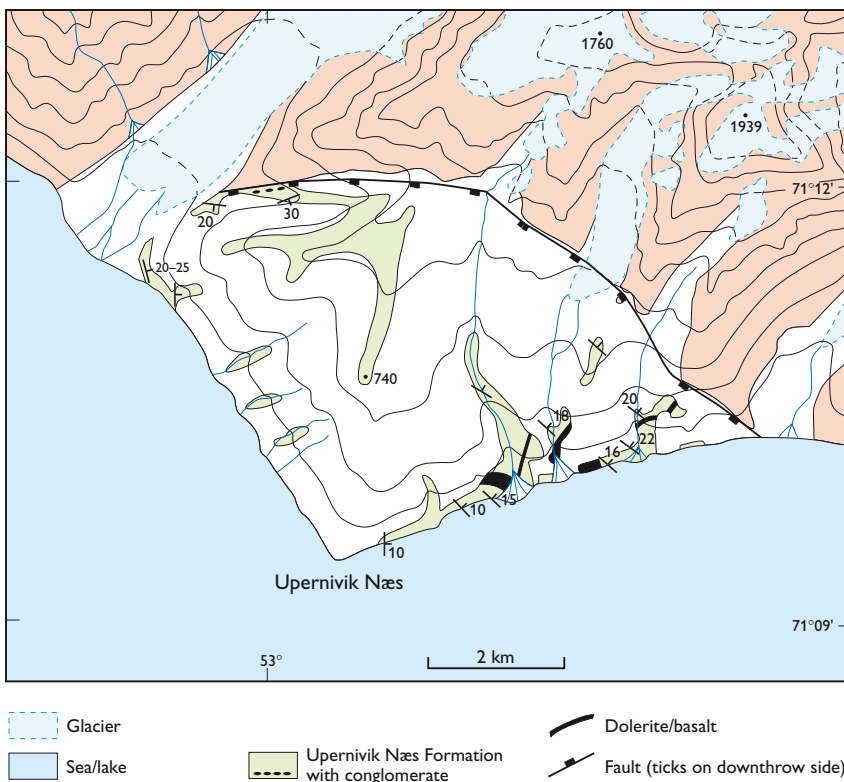 1760
1939
71°12'
20
30
20–25
740
18
20
22
16
15
10
10
Upernivik Næs
71°09'
53°
2 km
Glacier
Dolerite/basalt
Sea/lake
Upernivik Næs Formation
with conglomerate
Fault (ticks on downthrow side)